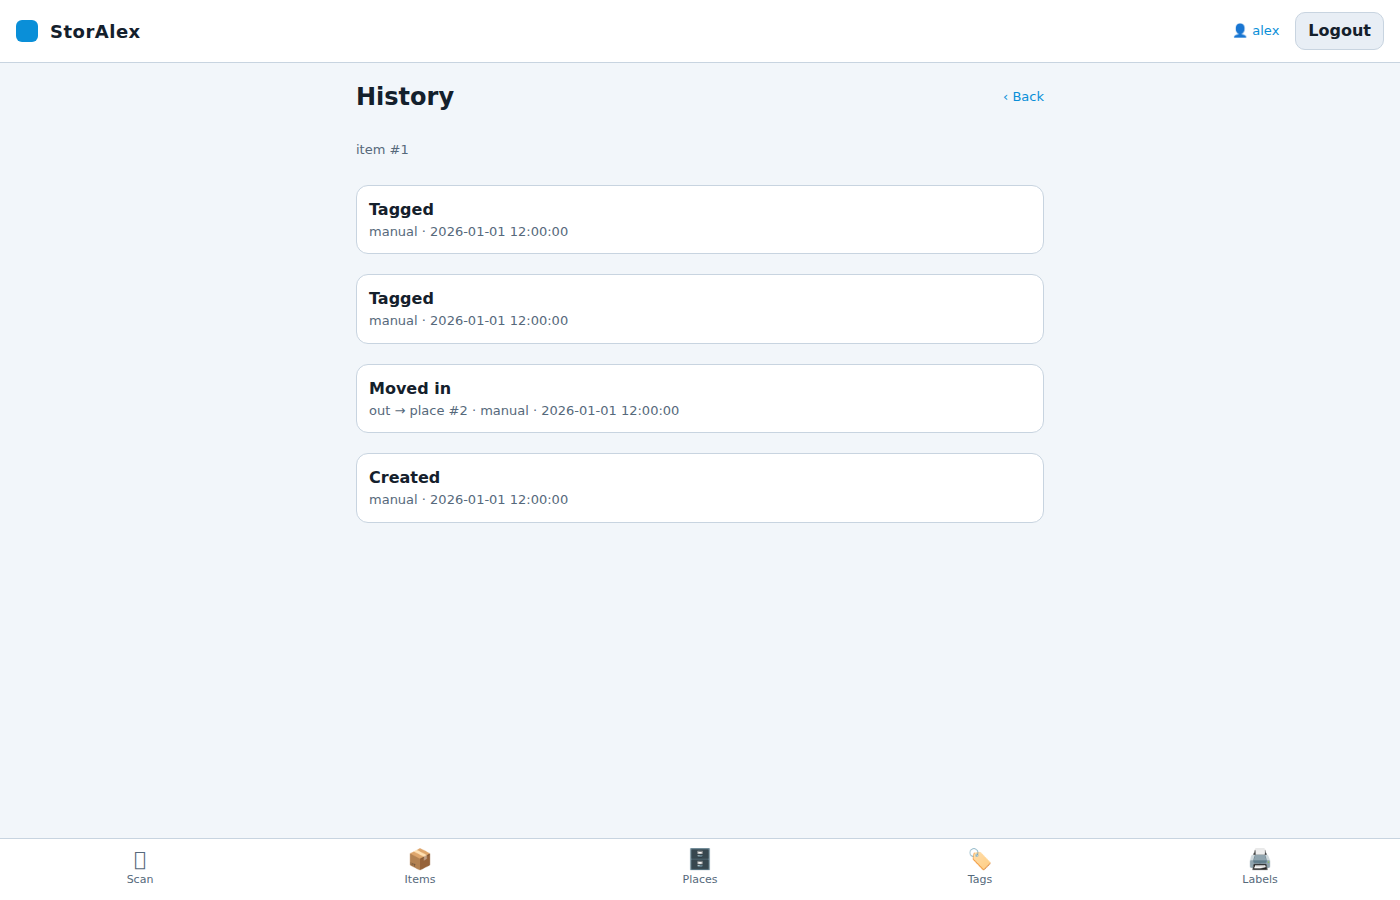 StorAlex
👤 alex
Logout
History
‹ Back
item #1
Tagged
manual · 2026-01-01 12:00:00
Tagged
manual · 2026-01-01 12:00:00
Moved in
out → place #2 · manual · 2026-01-01 12:00:00
Created
manual · 2026-01-01 12:00:00
Scan
Items
Places
Tags
Labels